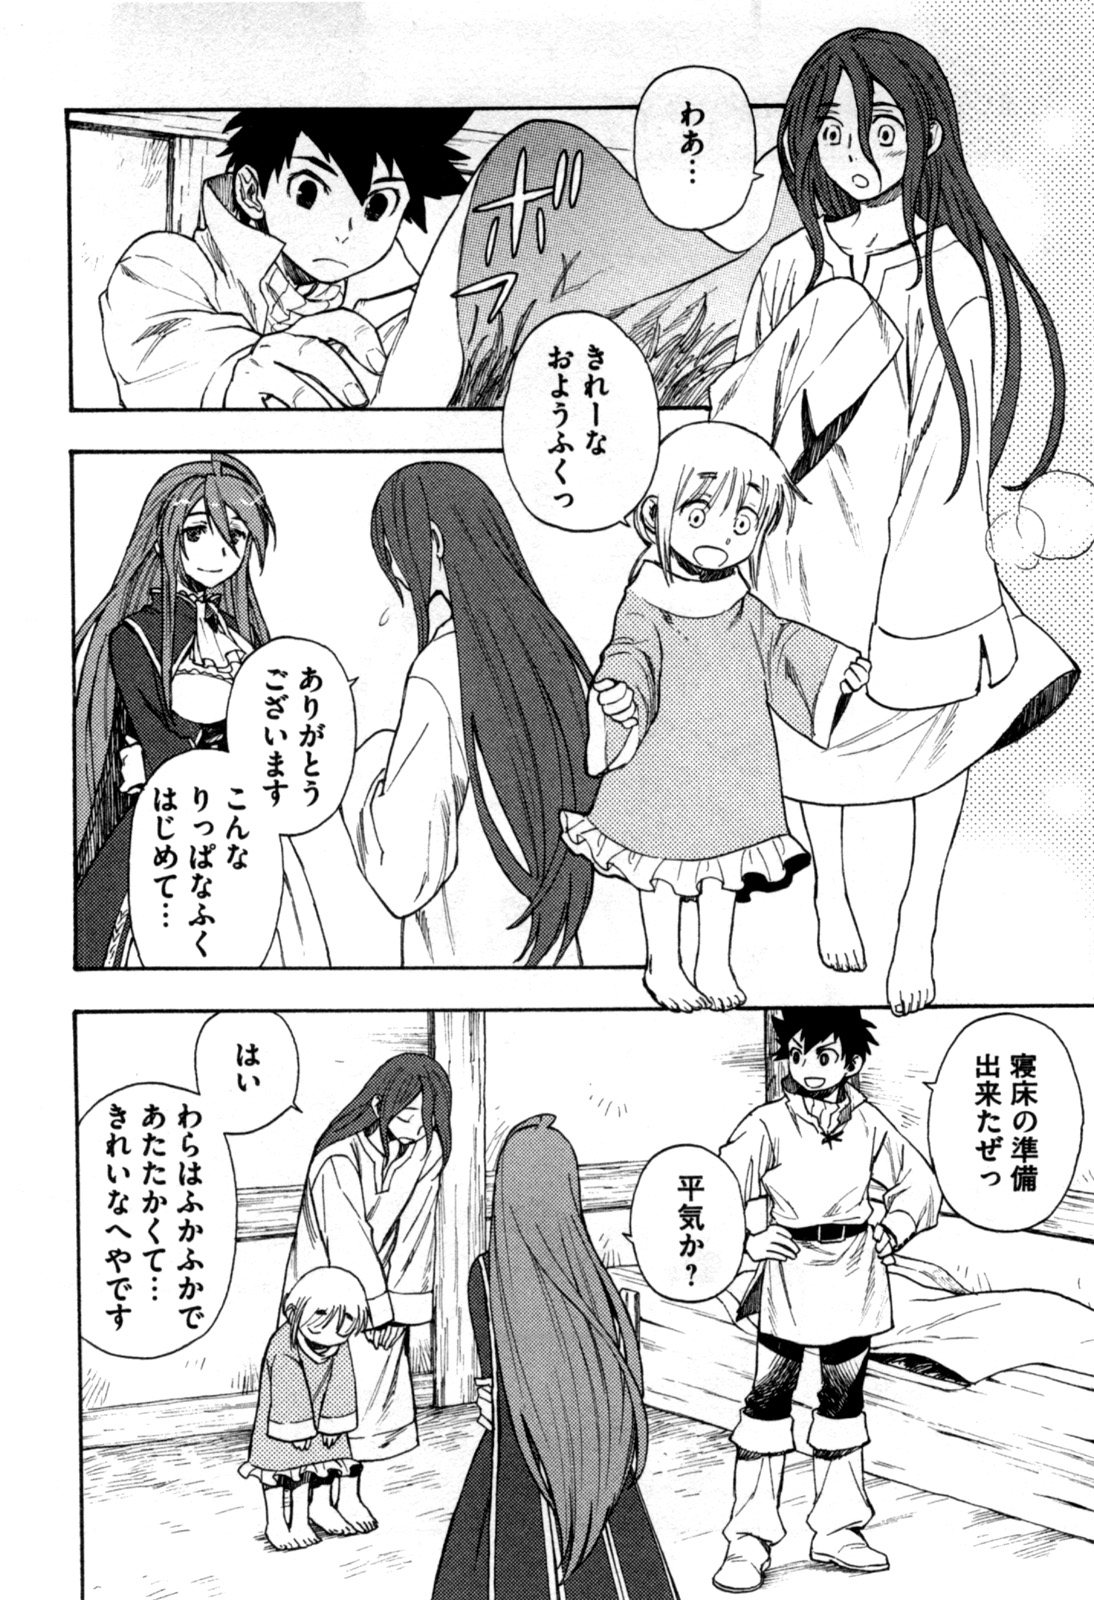 わあ…
ボッ
きれーな
おようふくっ
ありがとう
ございます
こんな
りっぱなふく
はじめて…
寝床の準備
出来たぜっ
平気か？
はい
わらはふかふかで
あたたかくて…
きれいなへやです